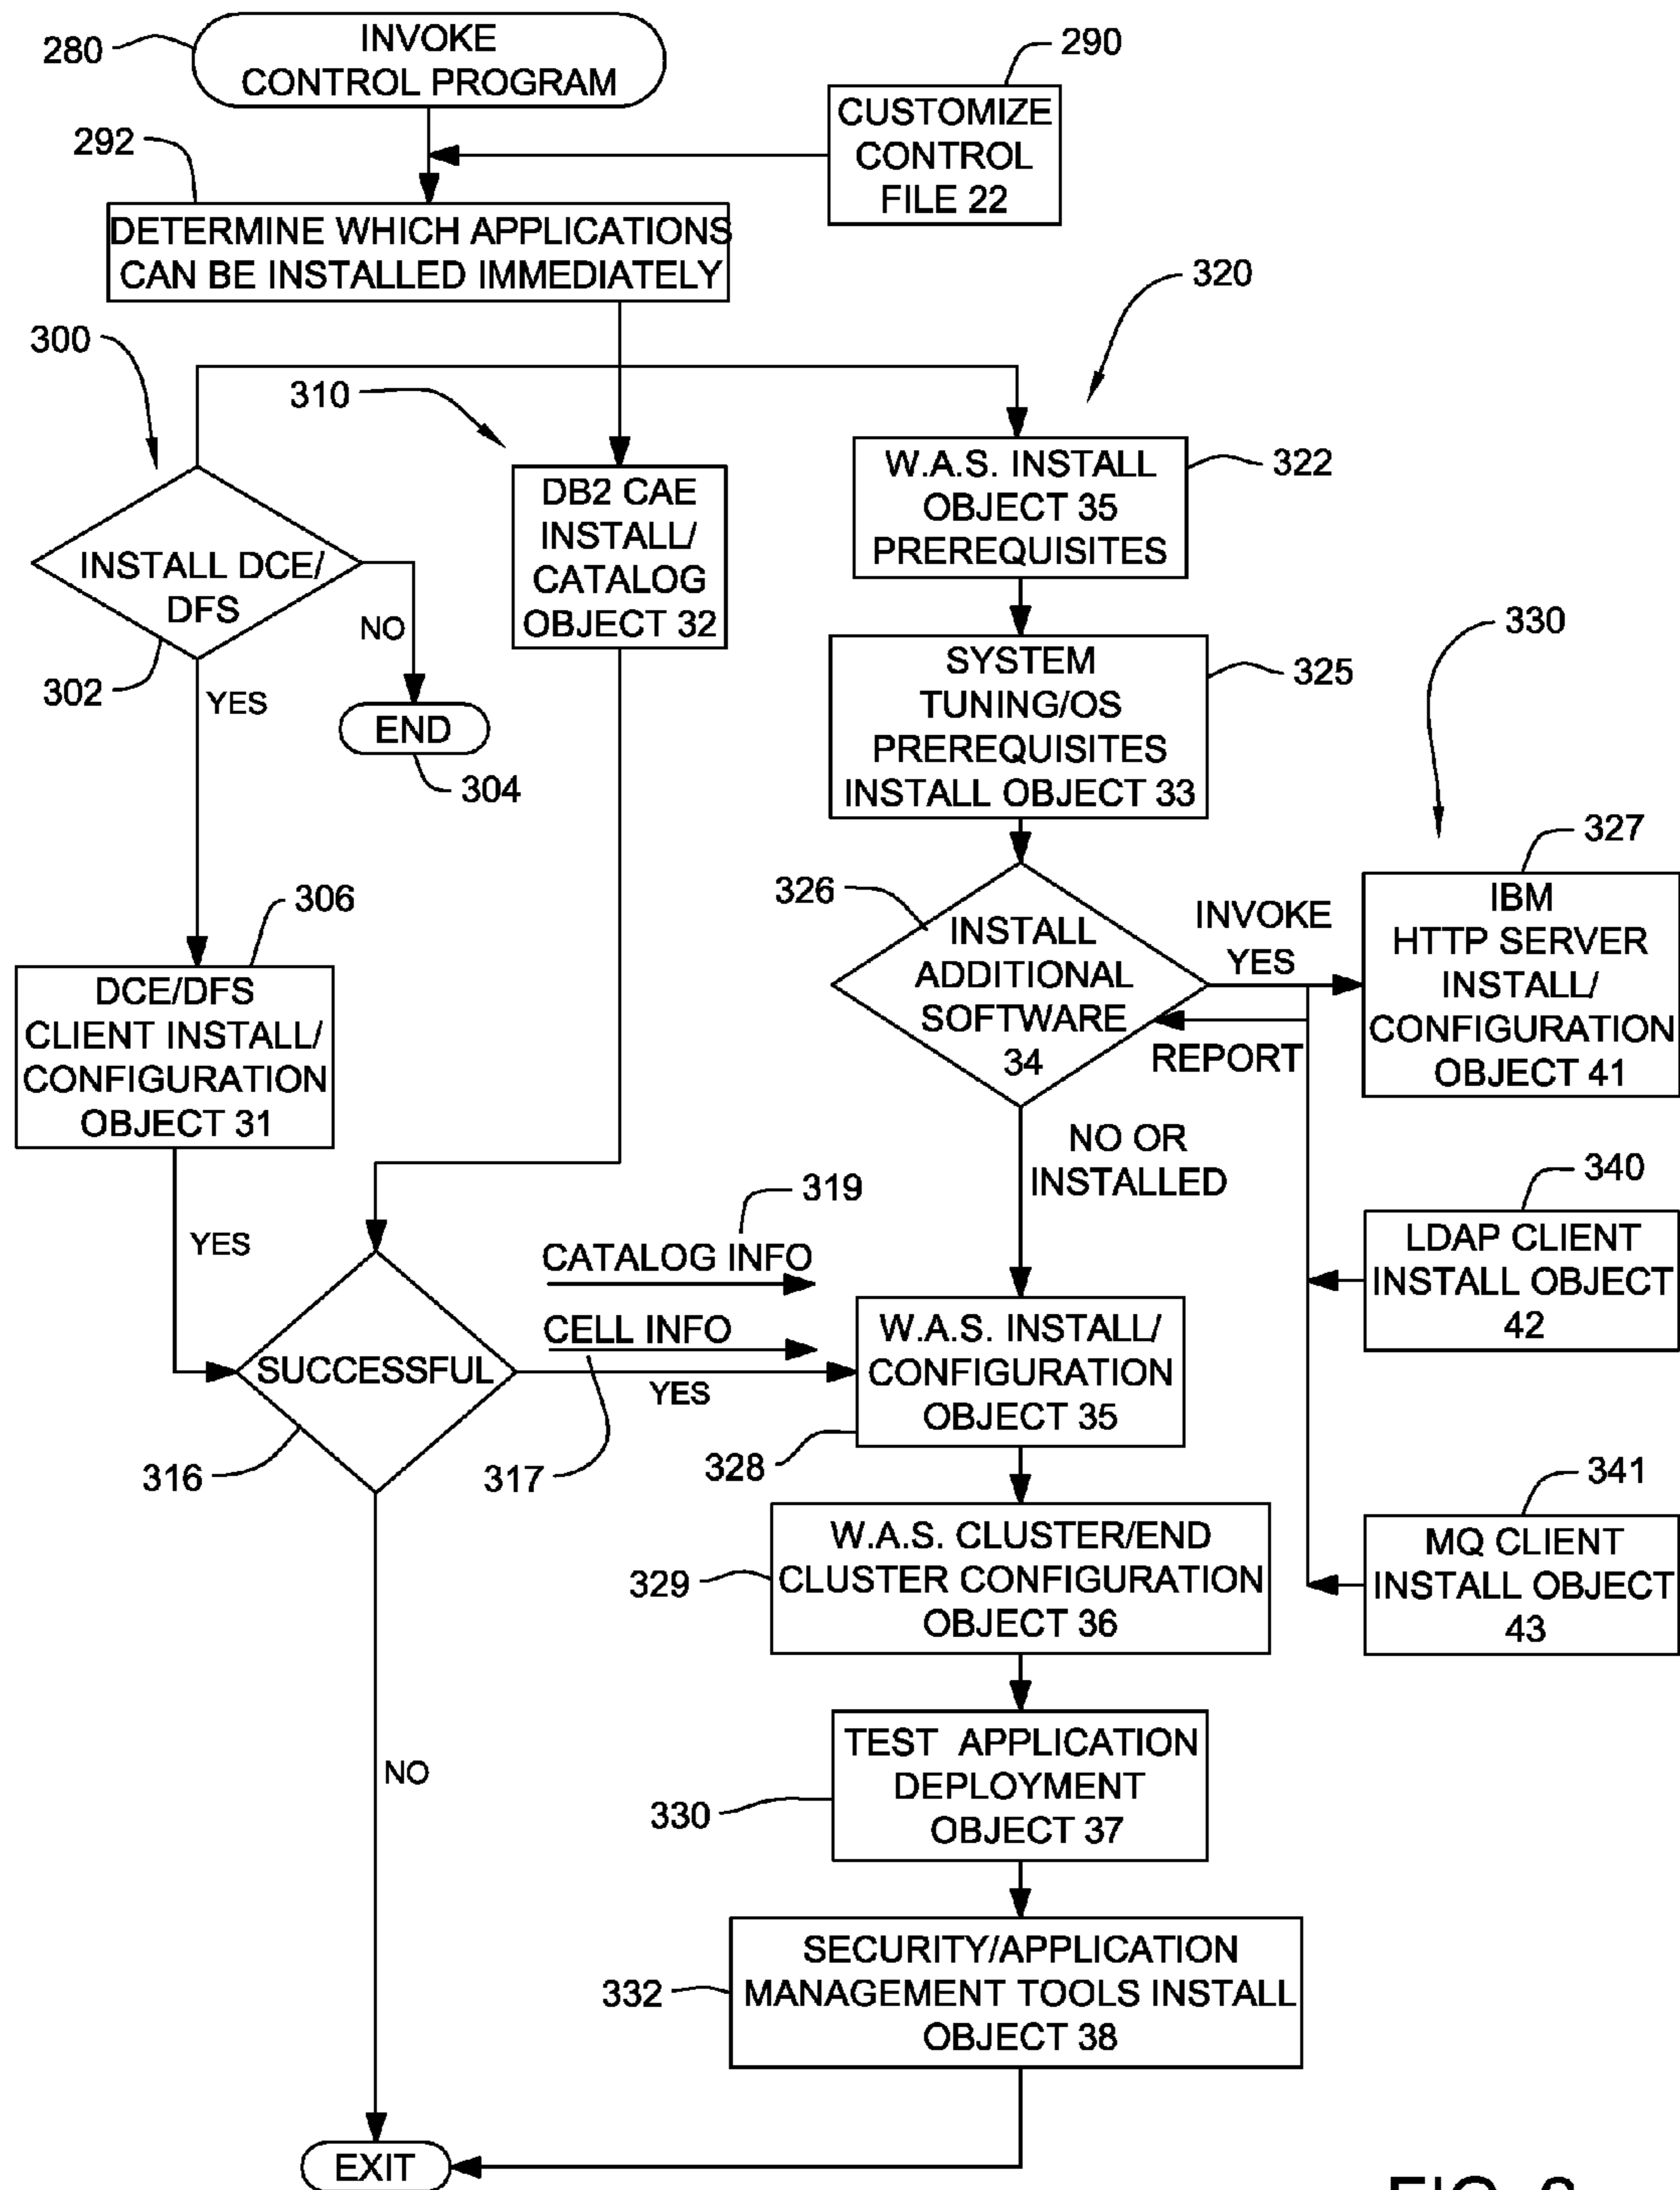 280
INVOKE
CONTROL PROGRAM
290
CUSTOMIZE
CONTROL
FILE 22
292
DETERMINE WHICH APPLICATIONS
CAN BE INSTALLED IMMEDIATELY
300
310
320
INSTALL DCE/
DFS
302
NO
YES
END
304
DB2 CAE
INSTALL/
CATALOG
OBJECT 32
W.A.S. INSTALL
OBJECT 35
PREREQUISITES
322
SYSTEM
TUNING/OS
PREREQUISITES
INSTALL OBJECT 33
325
330
326
INSTALL
ADDITIONAL
SOFTWARE
34
INVOKE
YES
REPORT
327
IBM
HTTP SERVER
INSTALL/
CONFIGURATION
OBJECT 41
306
DCE/DFS
CLIENT INSTALL/
CONFIGURATION
OBJECT 31
NO OR
INSTALLED
340
LDAP CLIENT
INSTALL OBJECT
42
YES
319
CATALOG INFO
CELL INFO
SUCCESSFUL
YES
316
317
W.A.S. INSTALL/
CONFIGURATION
OBJECT 35
328
341
MQ CLIENT
INSTALL OBJECT
43
W.A.S. CLUSTER/END
CLUSTER CONFIGURATION
OBJECT 36
329
NO
TEST APPLICATION
DEPLOYMENT
OBJECT 37
330
SECURITY/APPLICATION
MANAGEMENT TOOLS INSTALL
OBJECT 38
332
EXIT